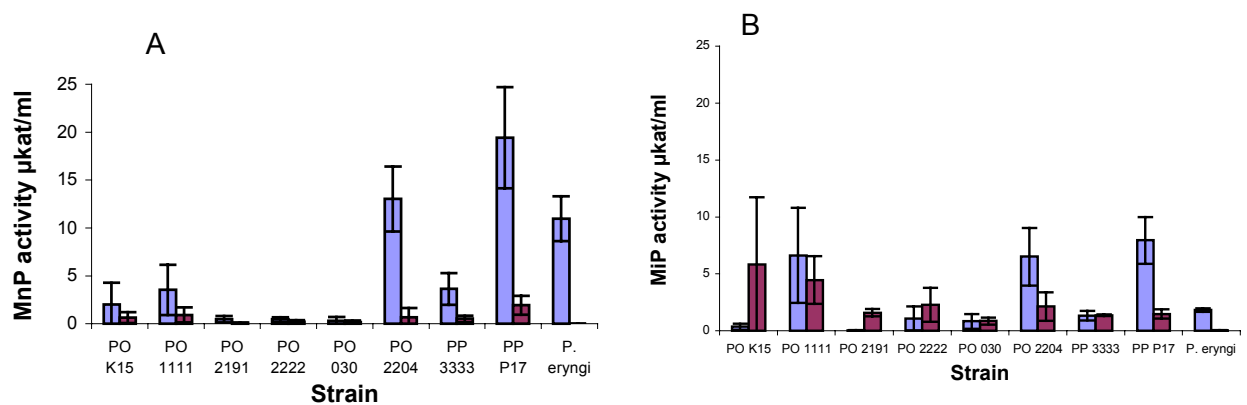 A
MnP activity µkat/ml
25
20
15
10
5
0
PO PO PO PO PO PO PP PP P.
K15 1111 2191 2222 030 2204 3333 P17 eryngi
Strain
B
MiP activity µkat/ml
25
20
15
10
5
0
PO K15 PO 1111 PO 2191 PO 2222 PO 030 PO 2204 PP 3333 PP P17 P. eryngi
Strain